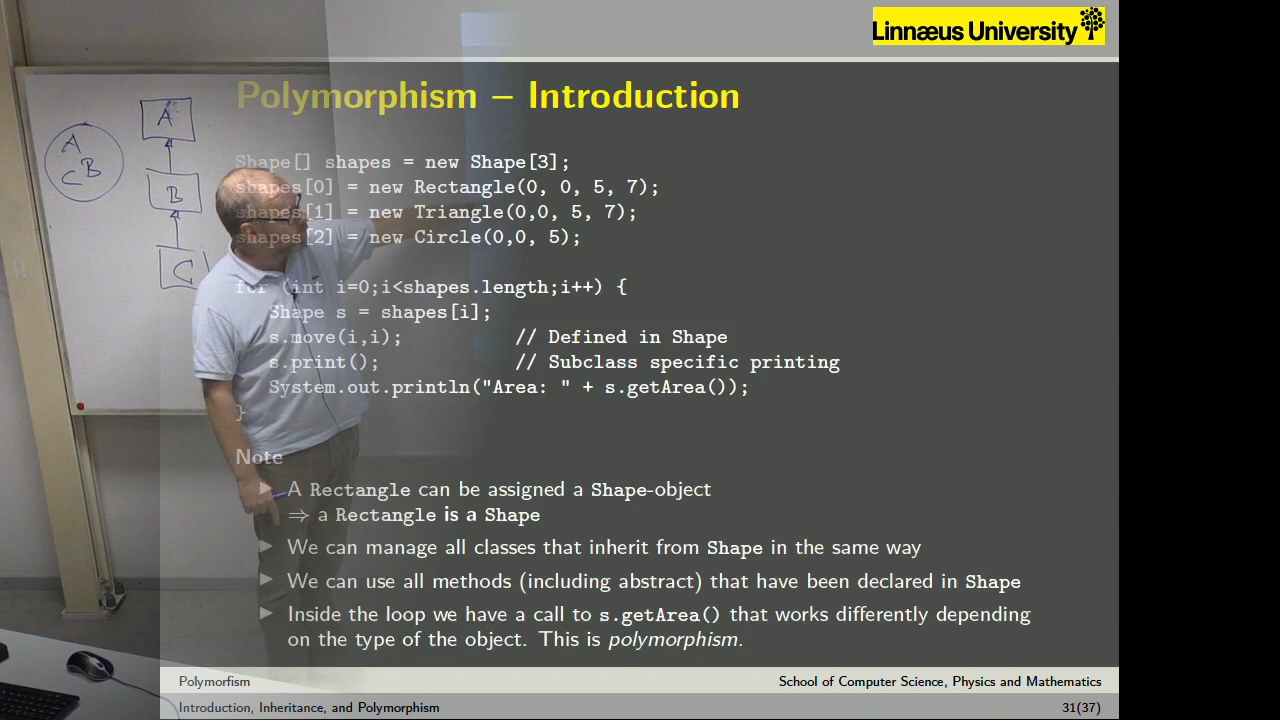 Linnæus University
Polymorphism – Introduction
A
A
B
C
B
C
Shape[] shapes = new Shape[3];
shapes[0] = new Rectangle(0, 0, 5, 7);
shapes[1] = new Triangle(0,0, 5, 7);
shapes[2] = new Circle(0,0, 5);
for (int i=0;i<shapes.length;i++) {
Shape s = shapes[i];
s.move(i,i); // Defined in Shape
s.print(); // Subclass specific printing
System.out.println("Area: " + s.getArea());
}
Note
▶ A Rectangle can be assigned a Shape-object
⇒ a Rectangle is a Shape
▶ We can manage all classes that inherit from Shape in the same way
▶ We can use all methods (including abstract) that have been declared in Shape
▶ Inside the loop we have a call to s.getArea() that works differently depending
on the type of the object. This is polymorphism.
Polymorfism School of Computer Science, Physics and Mathematics
Introduction, Inheritance, and Polymorphism 31(37)